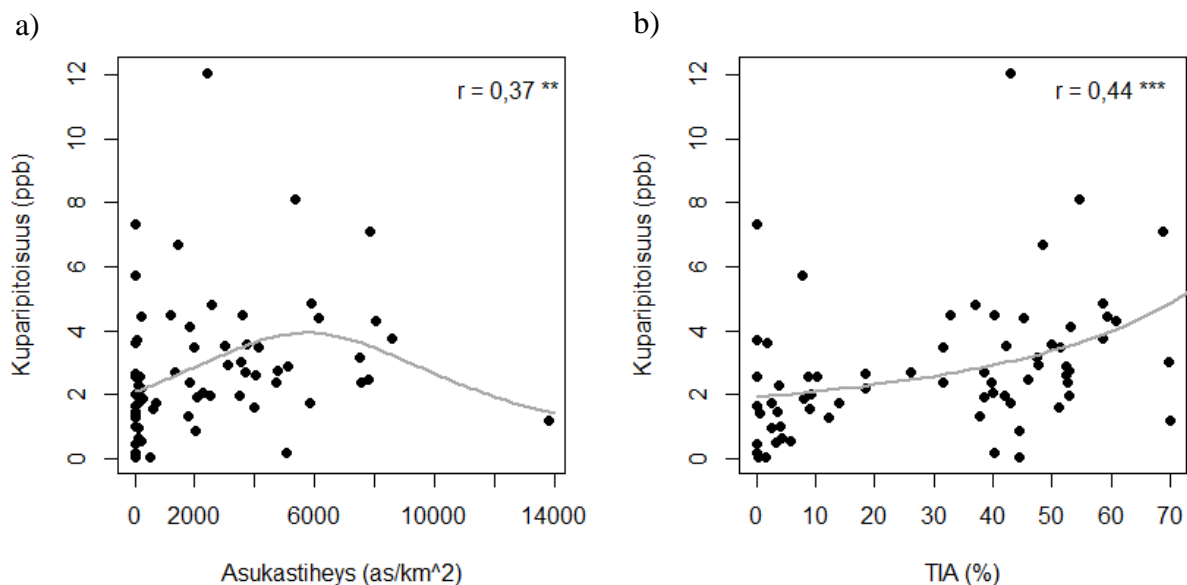 a)
r = 0,37 **
Kuparipitoisuus (ppb)
12
10
8
6
4
2
0
0 2000 6000 10000 14000
Asukastiheys (as/km^2)
b)
r = 0,44 ***
Kuparipitoisuus (ppb)
12
10
8
6
4
2
0
0 10 20 30 40 50 60 70
TIA (%)